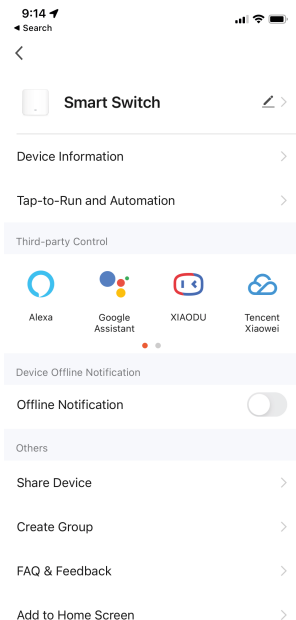 9:14
◀ Search
Smart Switch
Device Information
Tap-to-Run and Automation
Third-party Control
Alexa
Google
Assistant
XIAODU
Tencent
Xiaowei
Device Offline Notification
Offline Notification
Others
Share Device
Create Group
FAQ & Feedback
Add to Home Screen